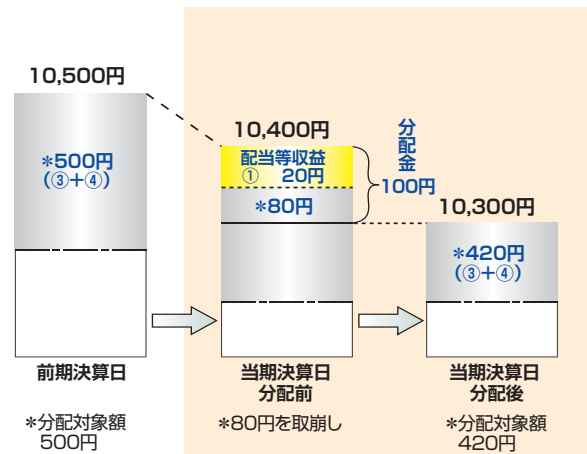 10,500円
*500円
(③+④)
前期決算日
*分配対象額
500円
10,400円
配当等収益
① 20円
*80円
分配金
100円
当期決算日
分配前
*80円を取崩し
10,300円
*420円
(③+④)
当期決算日
分配後
*分配対象額
420円